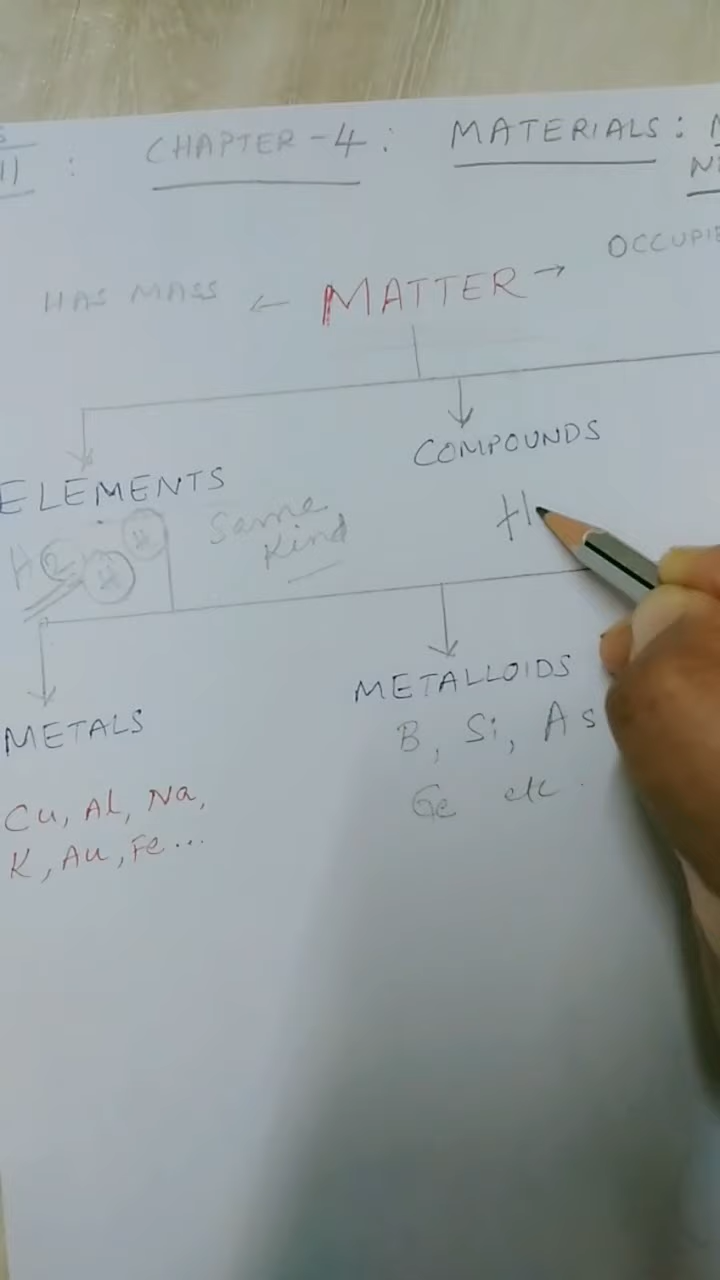 CHAPTER-4: MATERIALS:
HAS MASS ← MATTER → OCCUPIE
ELEMENTS COMPOUNDS
Same
Kind
H2 H H H
METALS METALLOIDS
Cu, Al, Na, B, Si, As
K, Au, Fe... Ge etc.